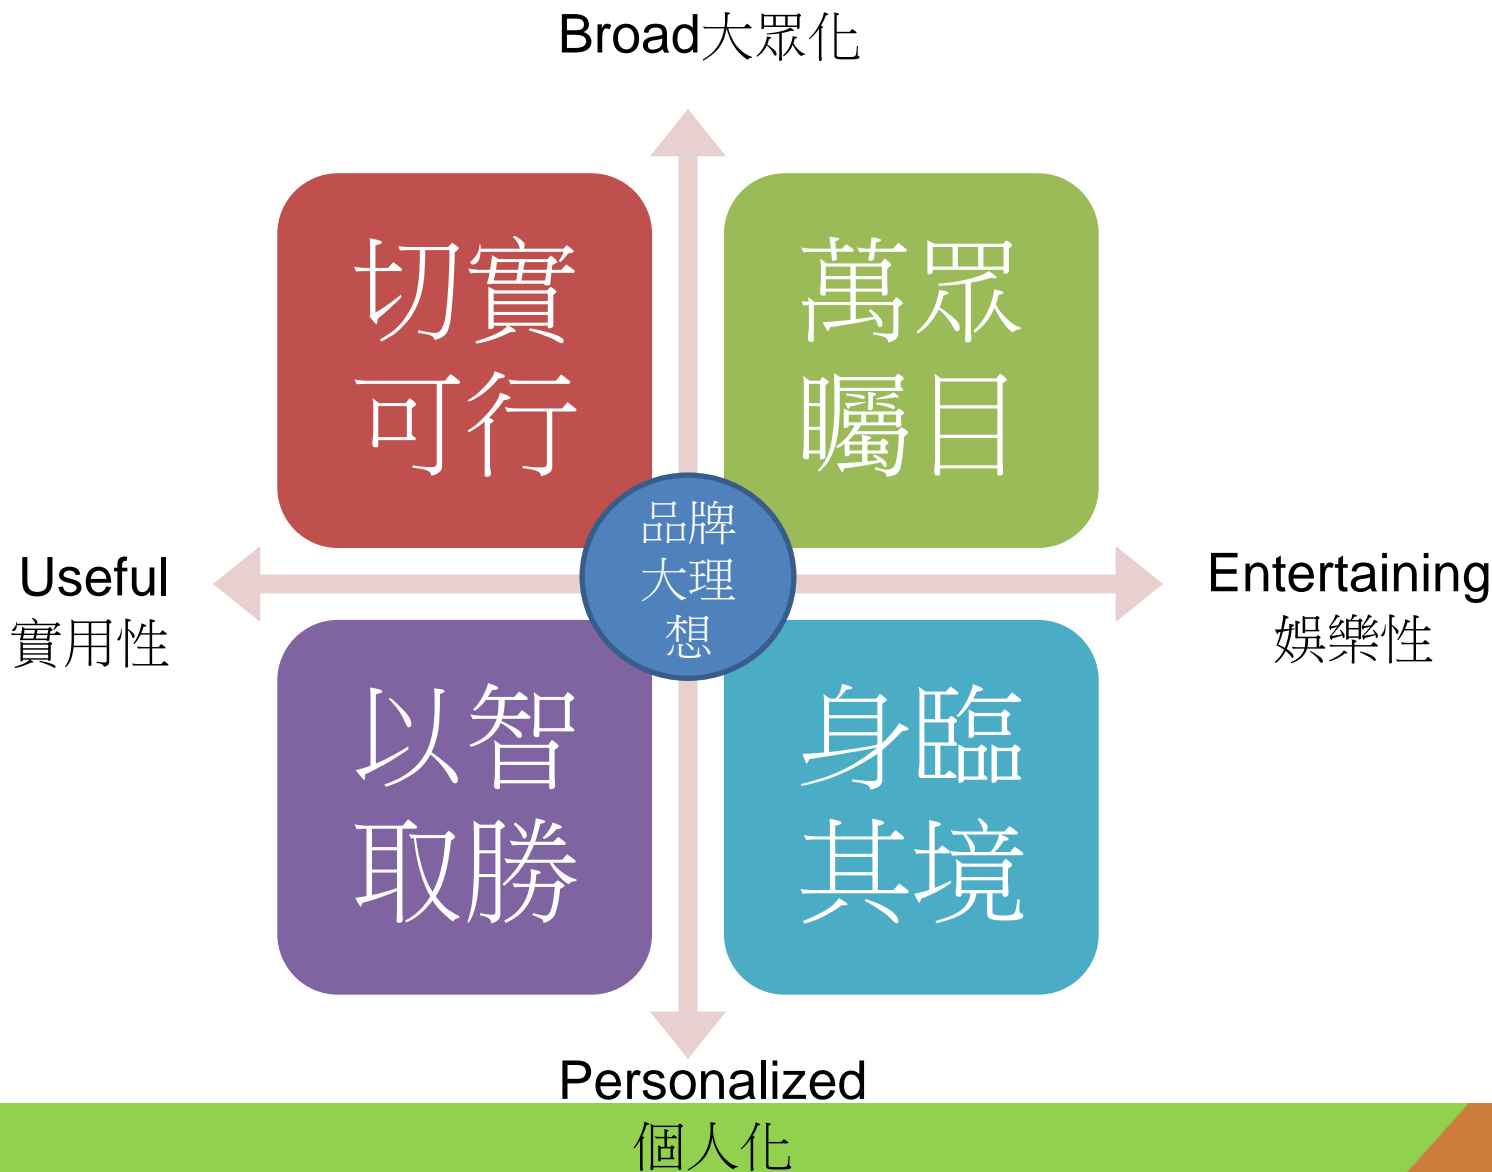 Broad大眾化
切實
可行
萬眾
矚目
品牌
大理
想
Useful
實用性
Entertaining
娛樂性
以智
取勝
身臨
其境
Personalized
個人化